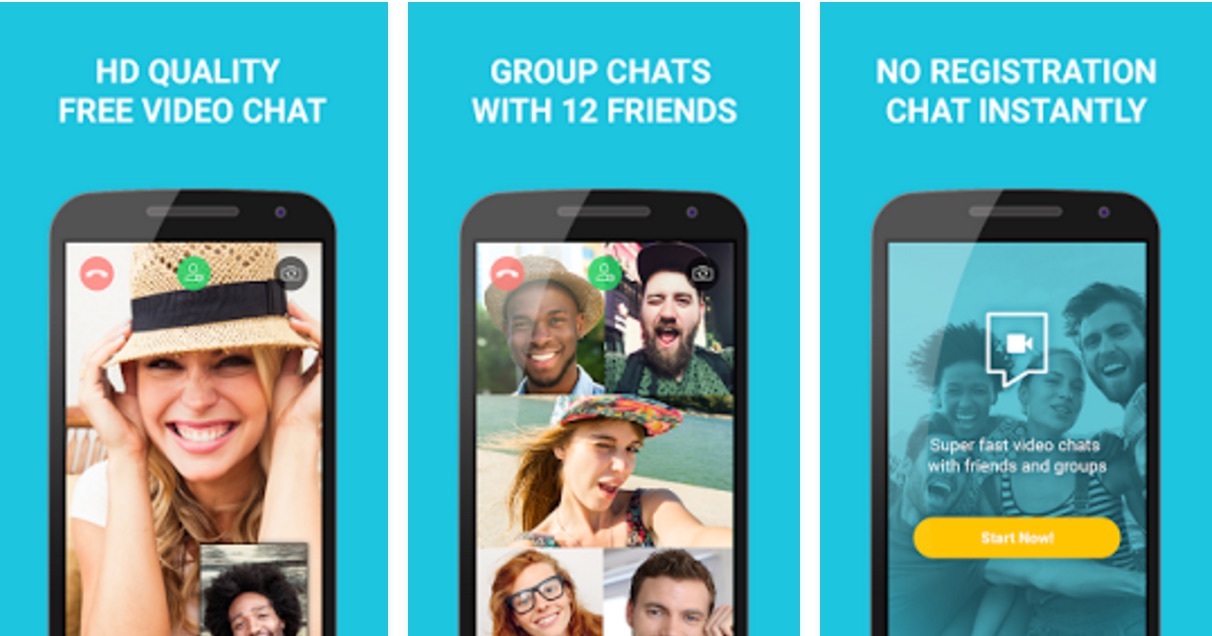 HD QUALITY
FREE VIDEO CHAT
GROUP CHATS
WITH 12 FRIENDS
NO REGISTRATION
CHAT INSTANTLY
Super fast video chats
with friends and groups
Start Now!